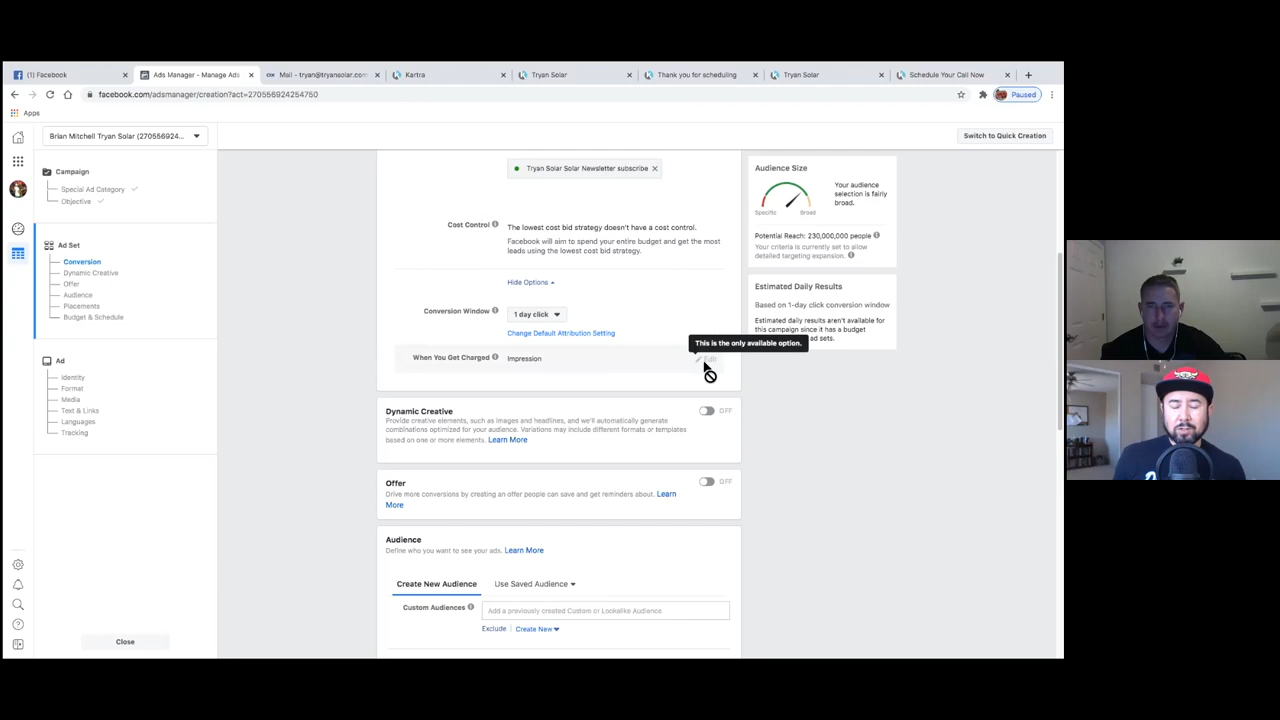 (1) Facebook
Ads Manager - Manage Ads
Mail - tryan@tryansolar.com
Kartra
Tryan Solar
Thank you for scheduling
Tryan Solar
Schedule Your Call Now
facebook.com/adsmanager/creation?act=270556924254750
Paused
Apps
Brian Mitchell Tryan Solar (270556924...
Switch to Quick Creation
Campaign
Special Ad Category
Objective
Ad Set
Conversion
Dynamic Creative
Offer
Audience
Placements
Budget & Schedule
Ad
Identity
Format
Media
Text & Links
Languages
Tracking
Close
Tryan Solar Solar Newsletter subscribe
Cost Control
The lowest cost bid strategy doesn't have a cost control.
Facebook will aim to spend your entire budget and get the most
leads using the lowest cost bid strategy.
Hide Options
Conversion Window
1 day click
Change Default Attribution Setting
When You Get Charged
Impression
Edit
This is the only available option.
Dynamic Creative
OFF
Provide creative elements, such as images and headlines, and we'll automatically generate
combinations optimized for your audience. Variations may include different formats or templates
based on one or more elements. Learn More
Offer
OFF
Drive more conversions by creating an offer people can save and get reminders about. Learn
More
Audience
Define who you want to see your ads. Learn More
Create New Audience
Use Saved Audience
Custom Audiences
Add a previously created Custom or Lookalike Audience
Exclude
Create New
Audience Size
Specific
Broad
Your audience
selection is fairly
broad.
Potential Reach: 230,000,000 people
Your criteria is currently set to allow
detailed targeting expansion.
Estimated Daily Results
Based on 1-day click conversion window
Estimated daily results aren't available for
this campaign since it has a budget
ad sets.